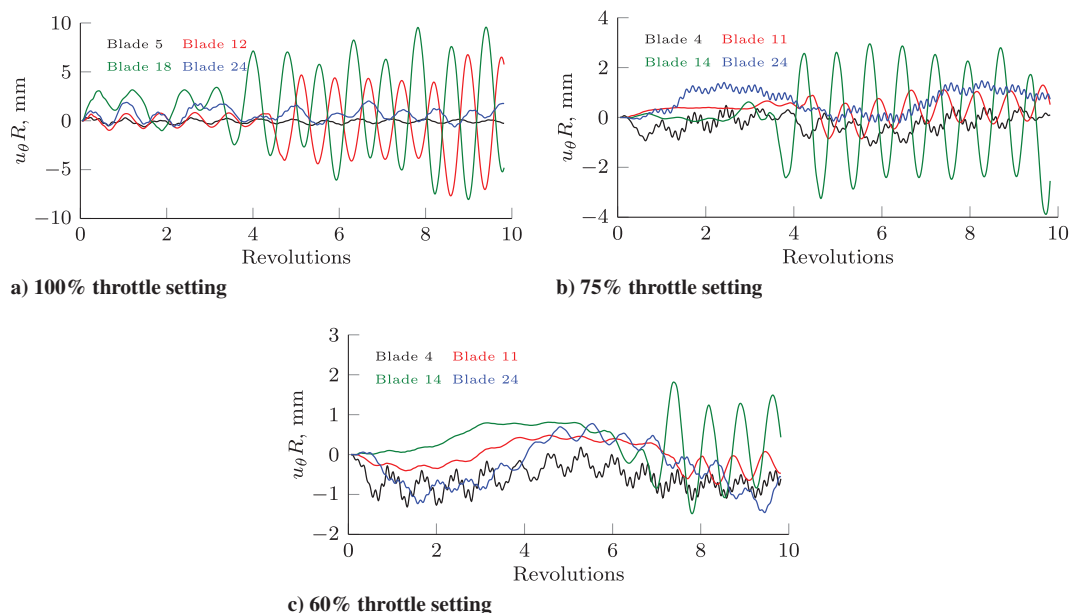 10
5
0
−5
−10
u_θ R, mm
Blade 5 Blade 12
Blade 18 Blade 24
0 2 4 6 8 10
Revolutions
a) 100% throttle setting
4
2
0
−2
−4
u_θ R, mm
Blade 4 Blade 11
Blade 14 Blade 24
0 2 4 6 8 10
Revolutions
b) 75% throttle setting
3
2
1
0
−1
−2
u_θ R, mm
Blade 4 Blade 11
Blade 14 Blade 24
0 2 4 6 8 10
Revolutions
c) 60% throttle setting